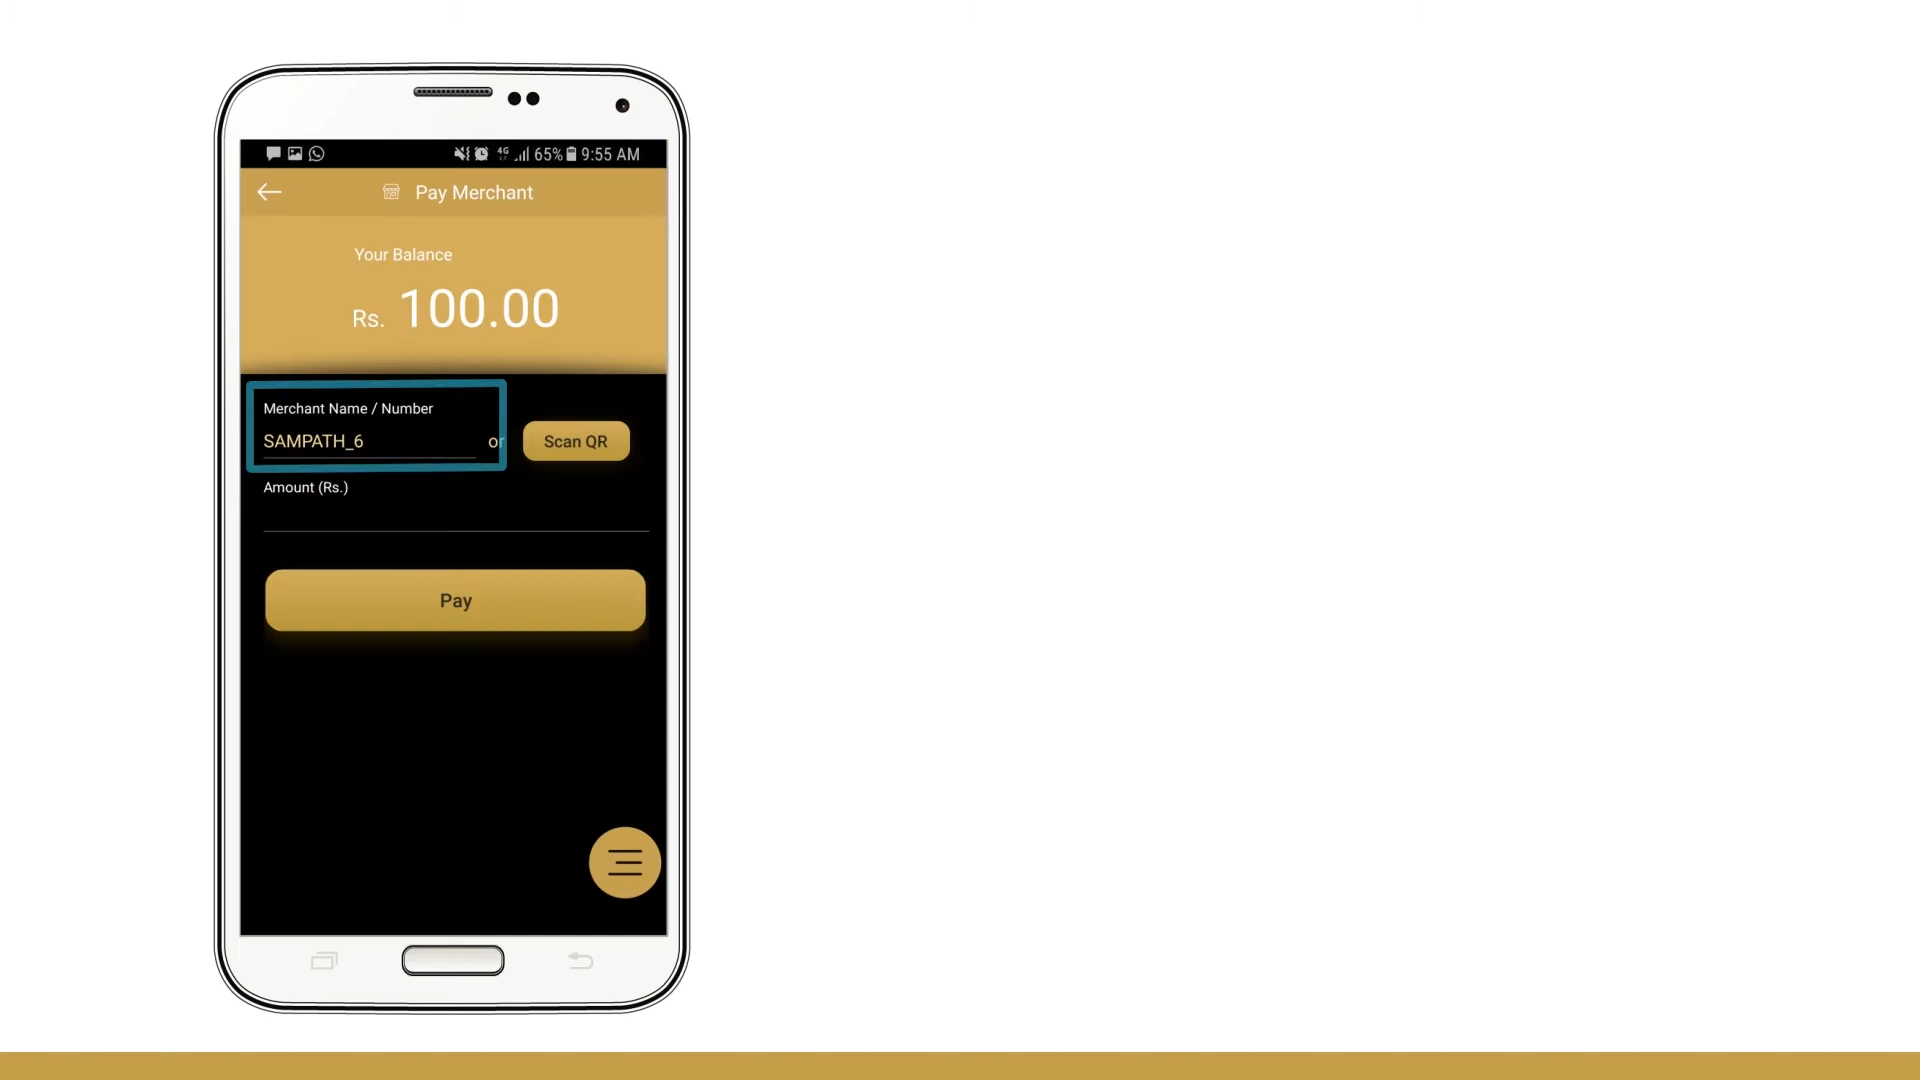 4G 65% 9:55 AM
Pay Merchant
Your Balance
Rs. 100.00
Merchant Name / Number
SAMPATH_6 or Scan QR
Amount (Rs.)
Pay